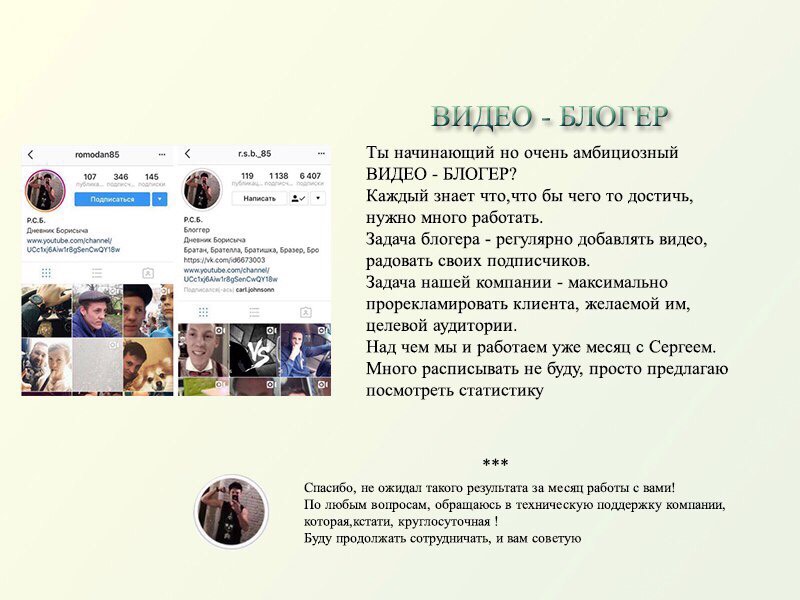 ВИДЕО - БЛОГЕР
romodan85
107 346 145
публика... подписч... подписки
Подписаться
Р.С.Б.
Дневник Борисыча
www.youtube.com/channel/
UCc1xj6Aiw1r8gSenCwQY18w
r.s.b._85
119 1 138 6 407
публикац... подписч... подписки
Написать
Р.С.Б.
Блоггер
Дневник Борисыча
Братан, Брателла, Братишка, Бразер, Бро
https://vk.com/id6673003
www.youtube.com/channel/
UCc1xj6Aiw1r8gSenCwQY18w
Подписался(-ась) carl.johnsonn
VS
Ты начинающий но очень амбициозный
ВИДЕО - БЛОГЕР?
Каждый знает что,что бы чего то достичь,
нужно много работать.
Задача блогера - регулярно добавлять видео,
радовать своих подписчиков.
Задача нашей компании - максимально
прорекламировать клиента, желаемой им,
целевой аудитории.
Над чем мы и работаем уже месяц с Сергеем.
Много расписывать не буду, просто предлагаю
посмотреть статистику
***
Спасибо, не ожидал такого результата за месяц работы с вами!
По любым вопросам, обращаюсь в техническую поддержку компании,
которая,кстати, круглосуточная !
Буду продолжать сотрудничать, и вам советую